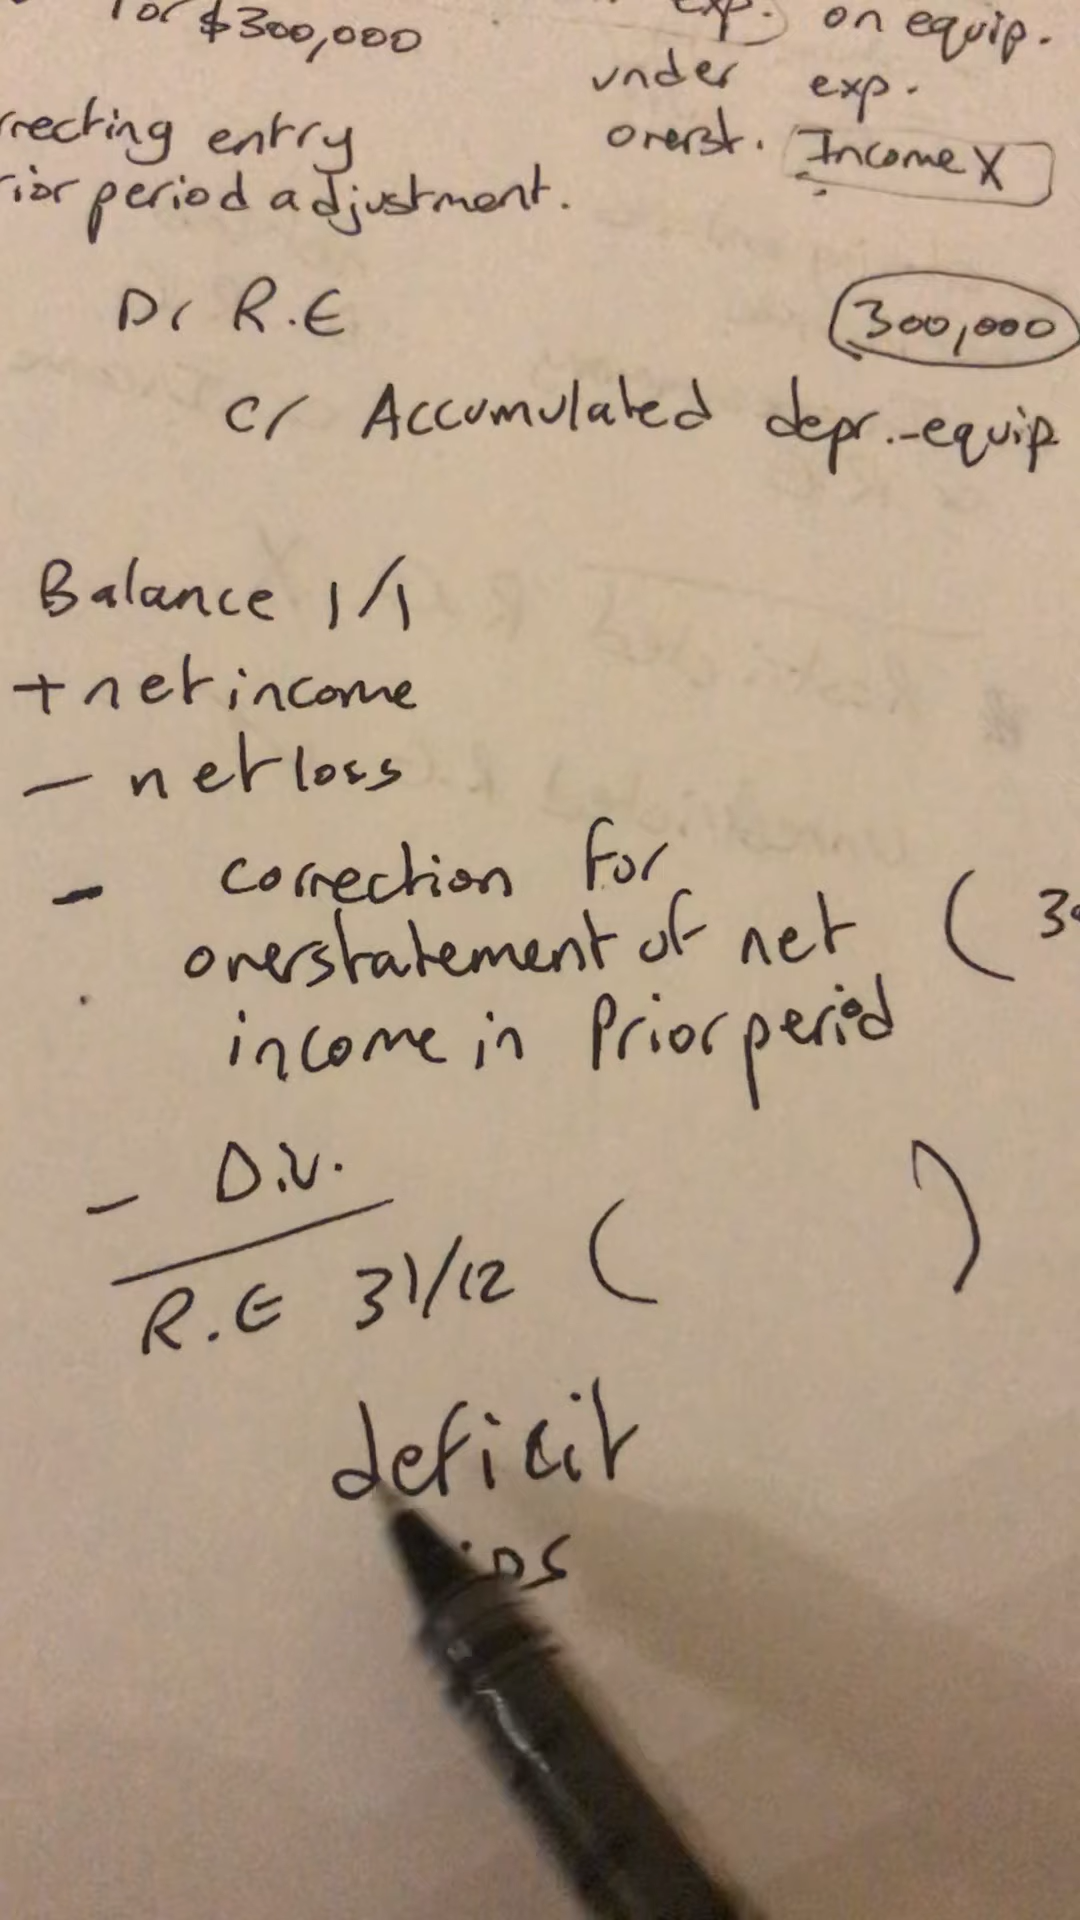 for $300,000
exp. on equip.
under exp.
overst. Income X
recting entry
rior period adjustment.
Dr R.E 300,000
Cr Accumulated depr.-equip
Balance 1/1
+ net income
- net loss
- correction for
overstatement of net ( 30
income in Prior period
- Div.
R.E 31/12 ( )
deficit